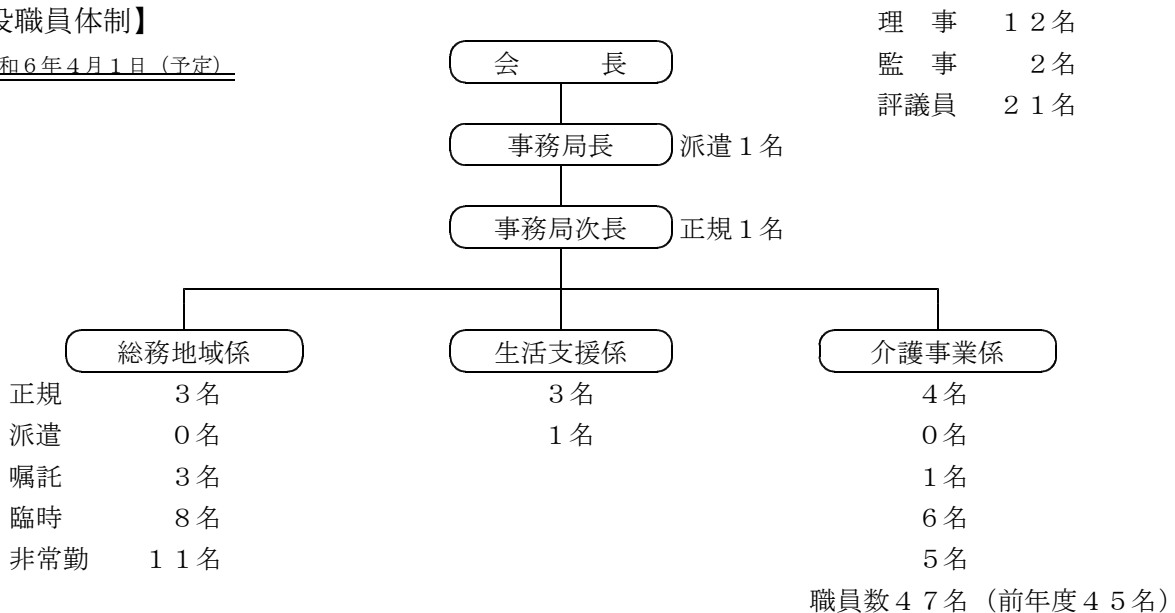 役職員体制】
和６年４月１日（予定）
理　事　１２名
監　事　　２名
評議員　２１名
会　　　長
事務局長　派遣１名
事務局次長　正規１名
総務地域係　生活支援係　介護事業係
正規　３名　３名　４名
派遣　０名　１名　０名
嘱託　３名　１名
臨時　８名　６名
非常勤　１１名　５名
職員数４７名（前年度４５名）